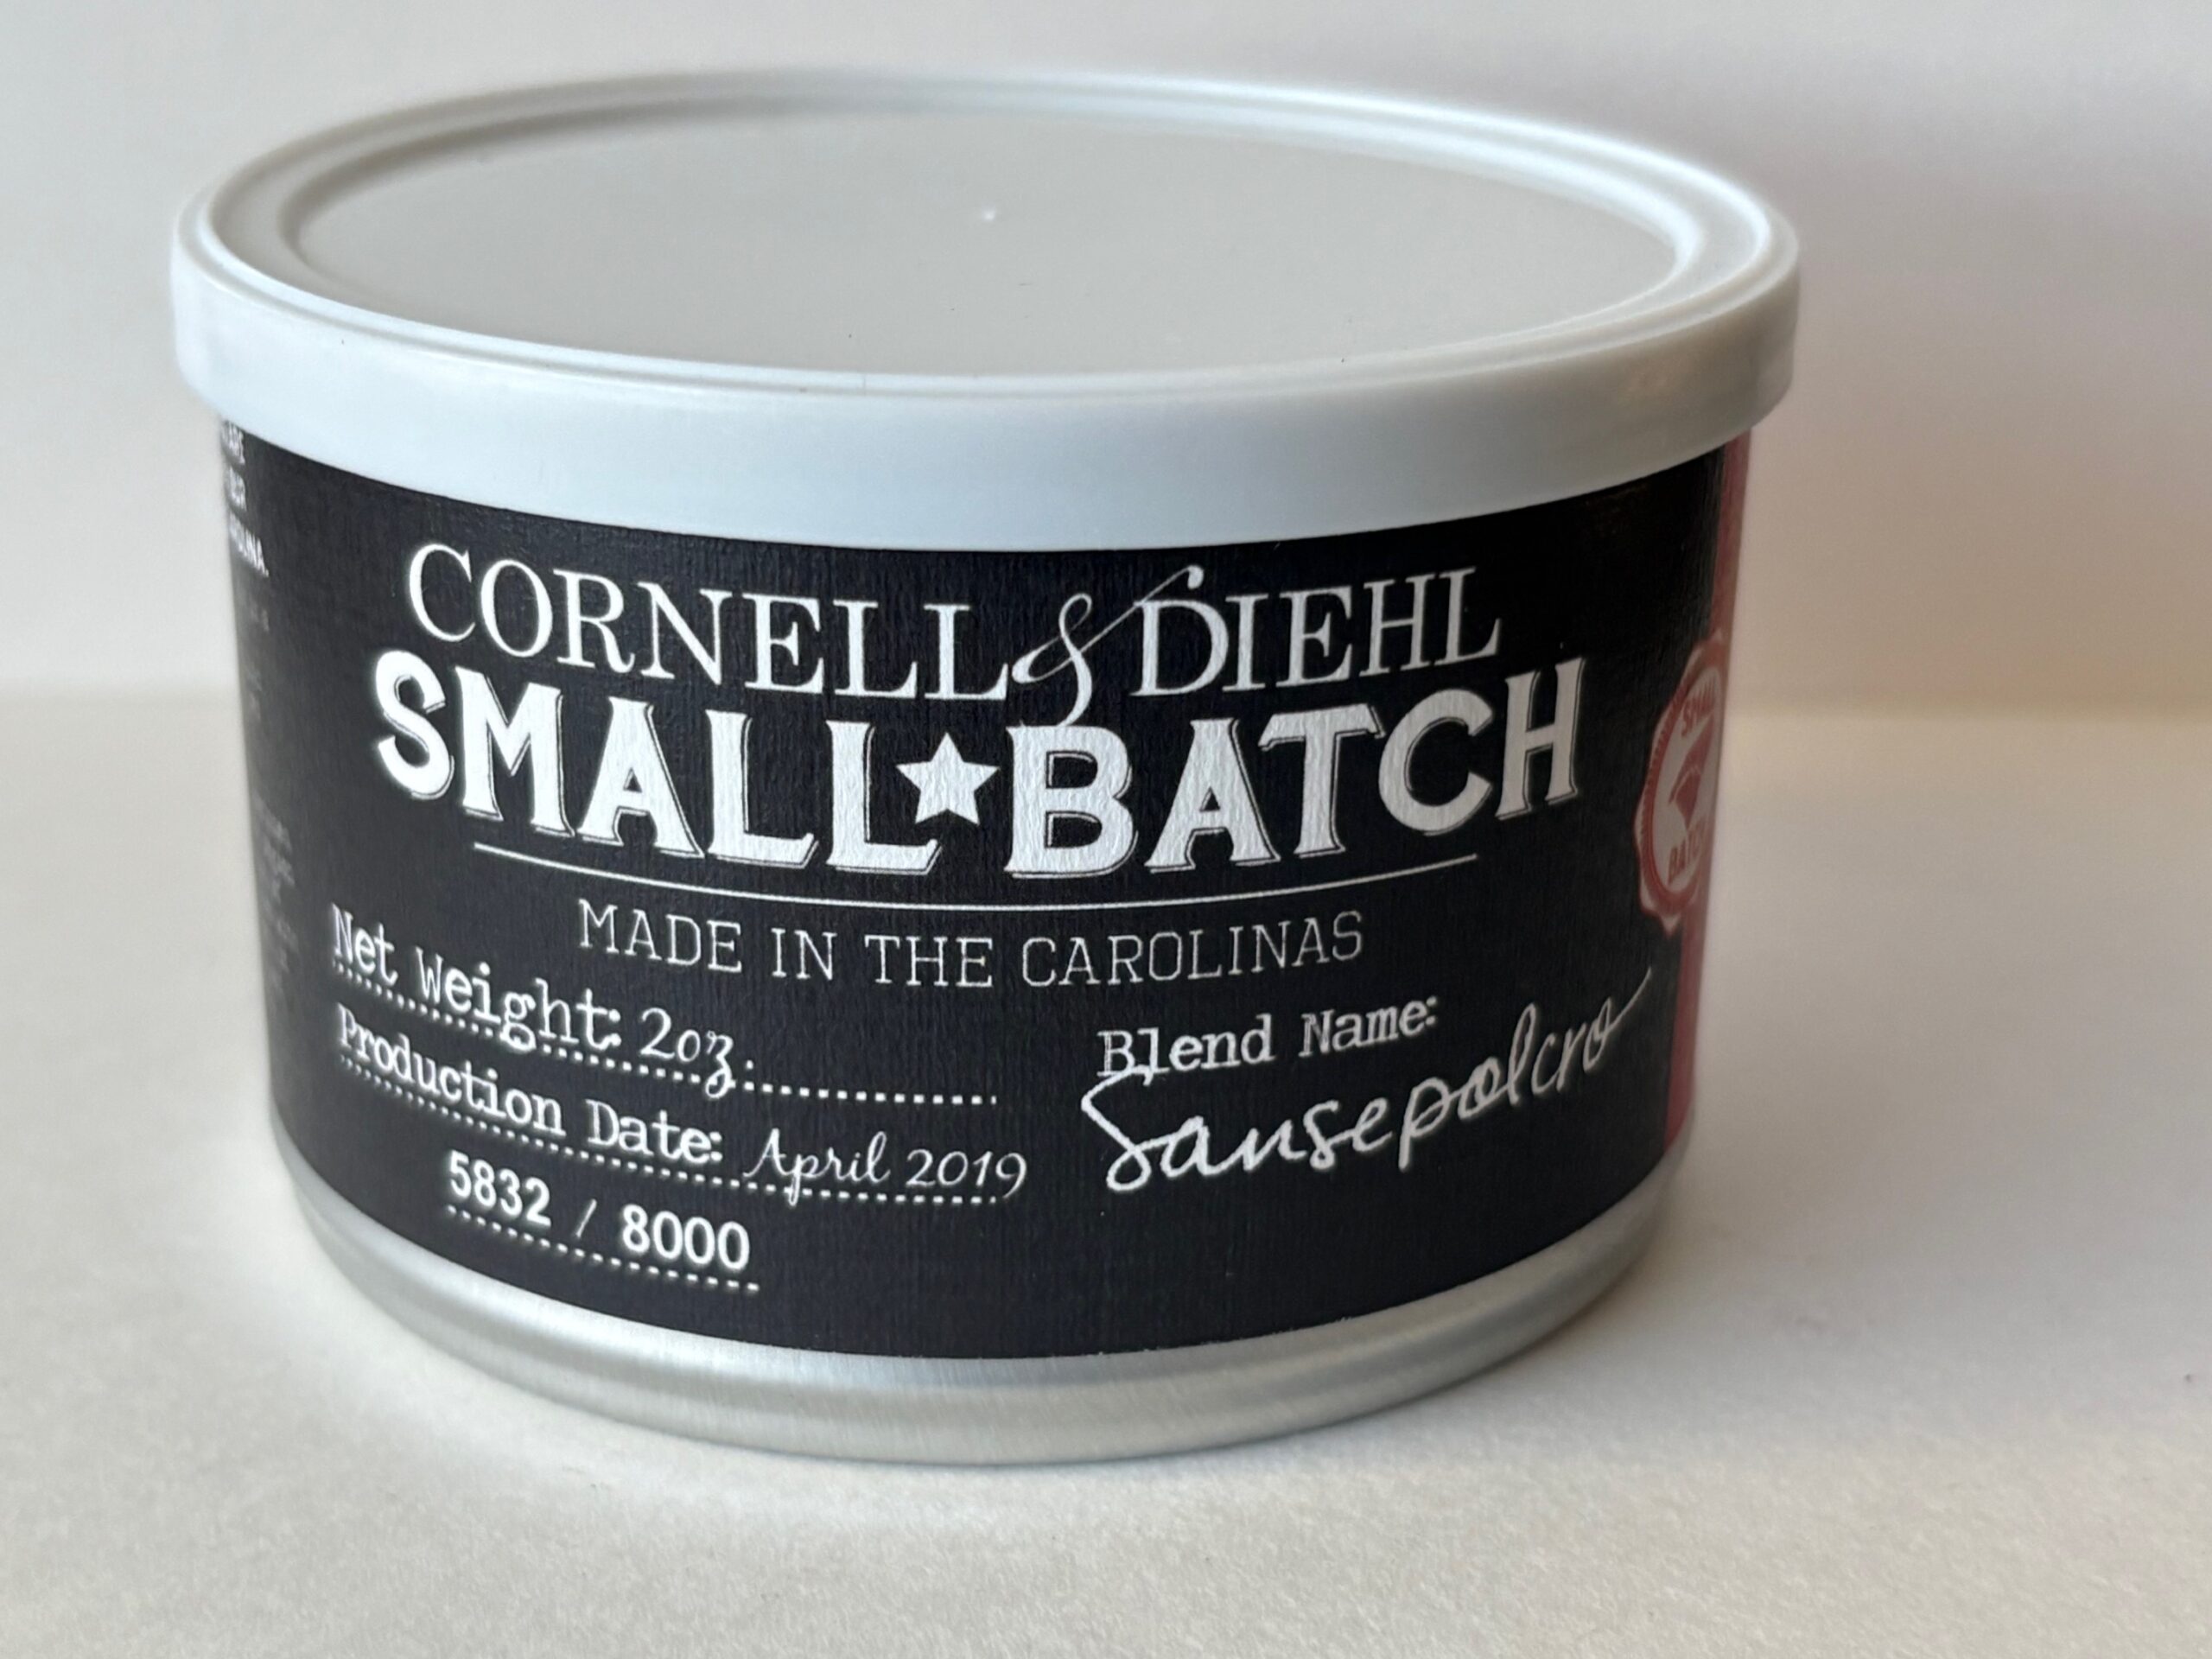 CORNELL & DIEHL
SMALL★BATCH
MADE IN THE CAROLINAS
Net Weight: 2oz.
Production Date: April 2019
5832 / 8000
Blend Name:
Sansepolcro
BATCH